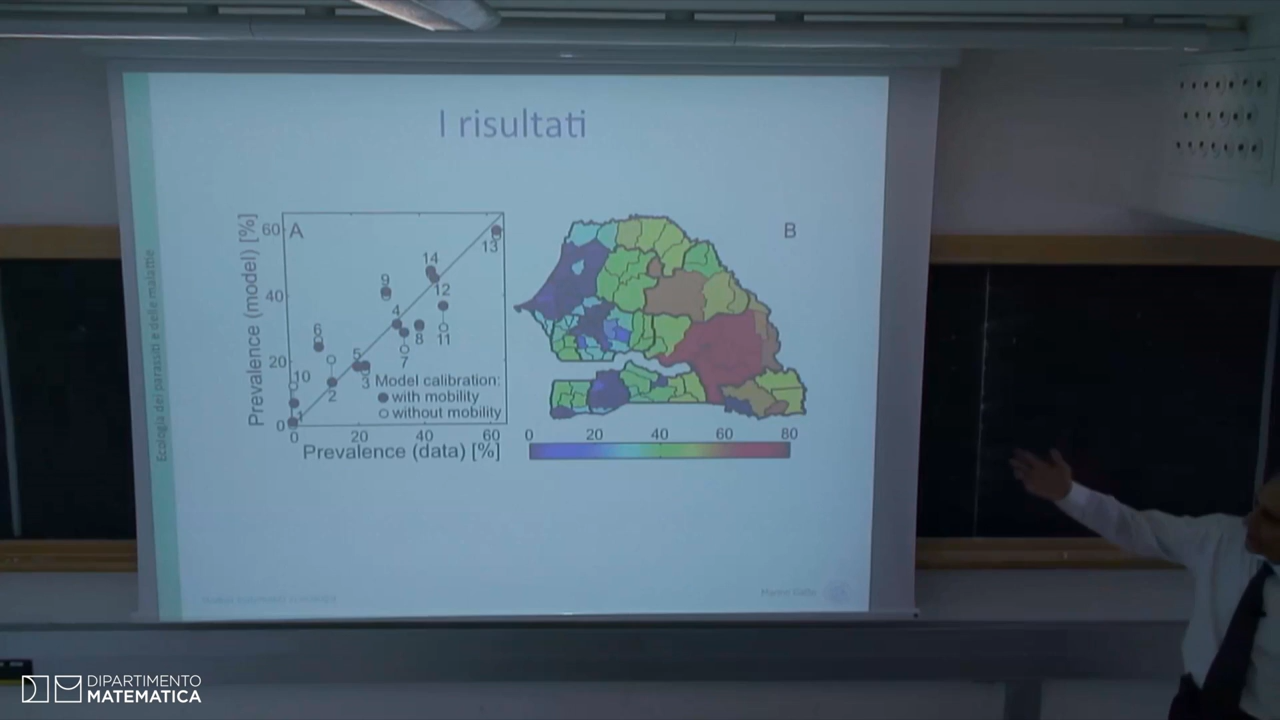 I risultati
Ecologia dei parassiti e delle malattie
A
Prevalence (model) [%]
60
40
20
0
0
20
40
60
Prevalence (data) [%]
13
14
12
9
4
8
11
7
6
5
3
10
2
1
Model calibration:
with mobility
without mobility
B
0
20
40
60
80
DIPARTIMENTO
MATEMATICA